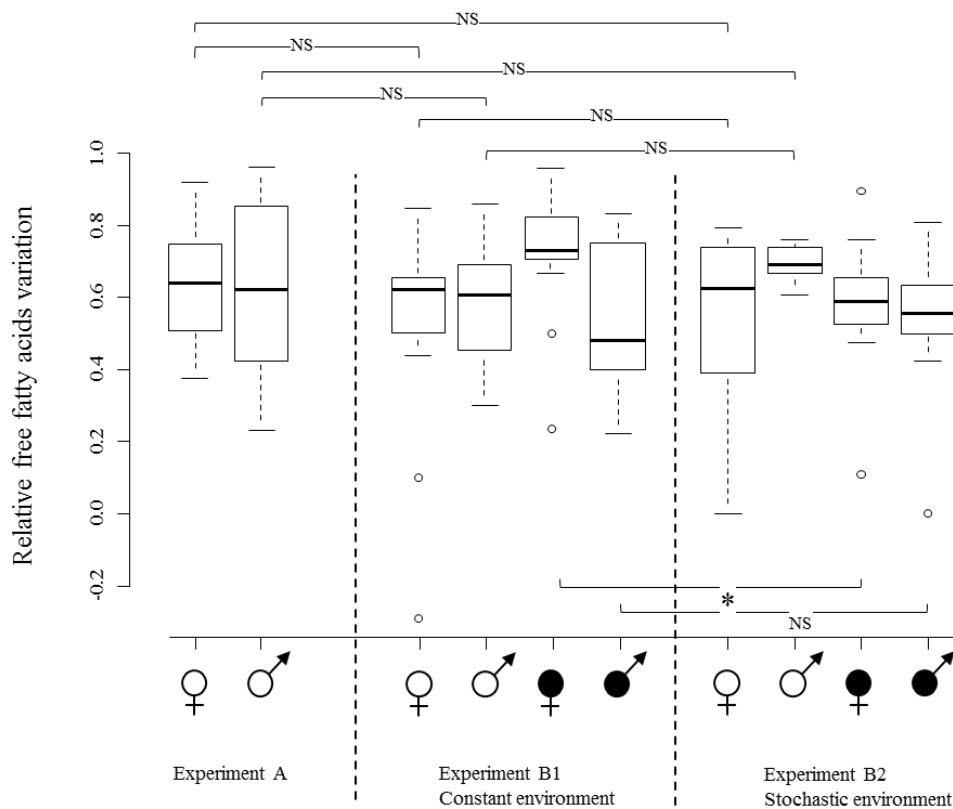 NS
NS
NS
NS
NS
NS
Relative free fatty acids variation
1.0
0.8
0.6
0.4
0.2
0.0
-0.2
*
NS
♀ ♂ ♀ ♂ ♀ ♂ ♀ ♂ ♀ ♂
Experiment A
Experiment B1
Constant environment
Experiment B2
Stochastic environment